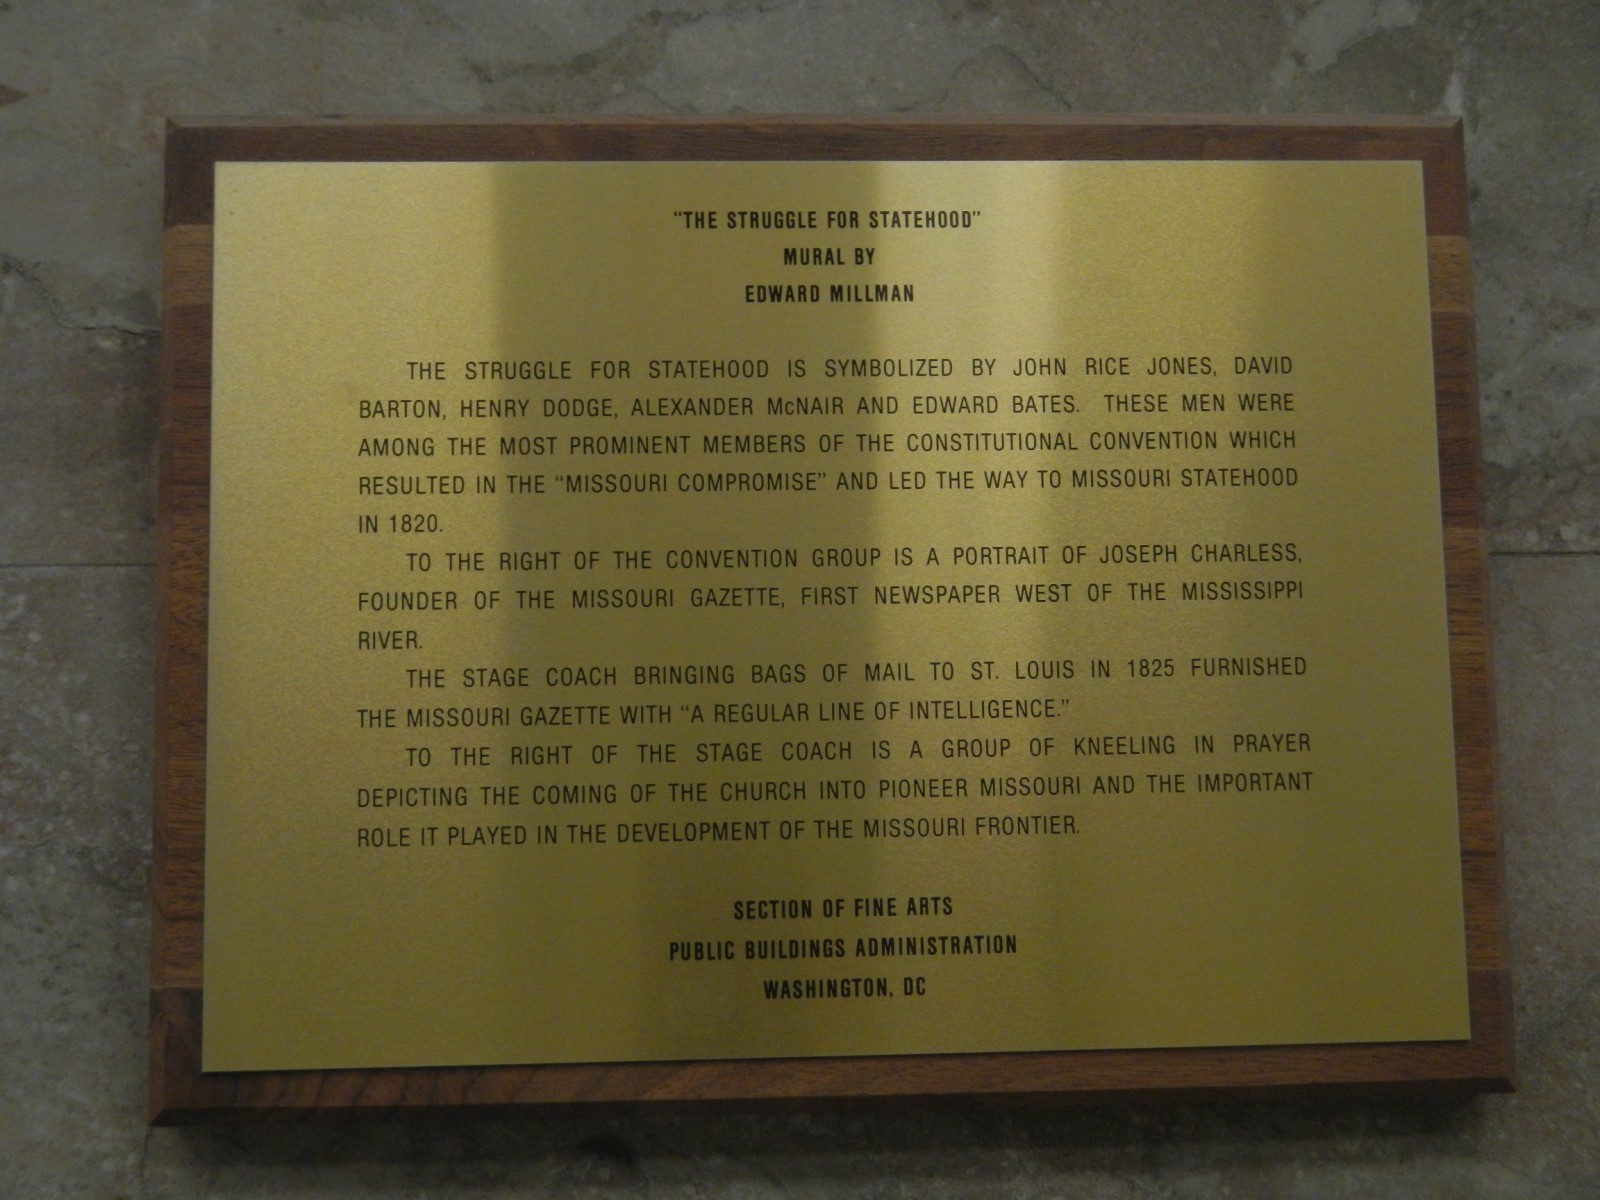 "THE STRUGGLE FOR STATEHOOD"
MURAL BY
EDWARD MILLMAN
THE STRUGGLE FOR STATEHOOD IS SYMBOLIZED BY JOHN RICE JONES, DAVID
BARTON, HENRY DODGE, ALEXANDER McNAIR AND EDWARD BATES. THESE MEN WERE
AMONG THE MOST PROMINENT MEMBERS OF THE CONSTITUTIONAL CONVENTION WHICH
RESULTED IN THE "MISSOURI COMPROMISE" AND LED THE WAY TO MISSOURI STATEHOOD
IN 1820.
TO THE RIGHT OF THE CONVENTION GROUP IS A PORTRAIT OF JOSEPH CHARLESS,
FOUNDER OF THE MISSOURI GAZETTE, FIRST NEWSPAPER WEST OF THE MISSISSIPPI
RIVER.
THE STAGE COACH BRINGING BAGS OF MAIL TO ST. LOUIS IN 1825 FURNISHED
THE MISSOURI GAZETTE WITH "A REGULAR LINE OF INTELLIGENCE."
TO THE RIGHT OF THE STAGE COACH IS A GROUP OF KNEELING IN PRAYER
DEPICTING THE COMING OF THE CHURCH INTO PIONEER MISSOURI AND THE IMPORTANT
ROLE IT PLAYED IN THE DEVELOPMENT OF THE MISSOURI FRONTIER.
SECTION OF FINE ARTS
PUBLIC BUILDINGS ADMINISTRATION
WASHINGTON, DC